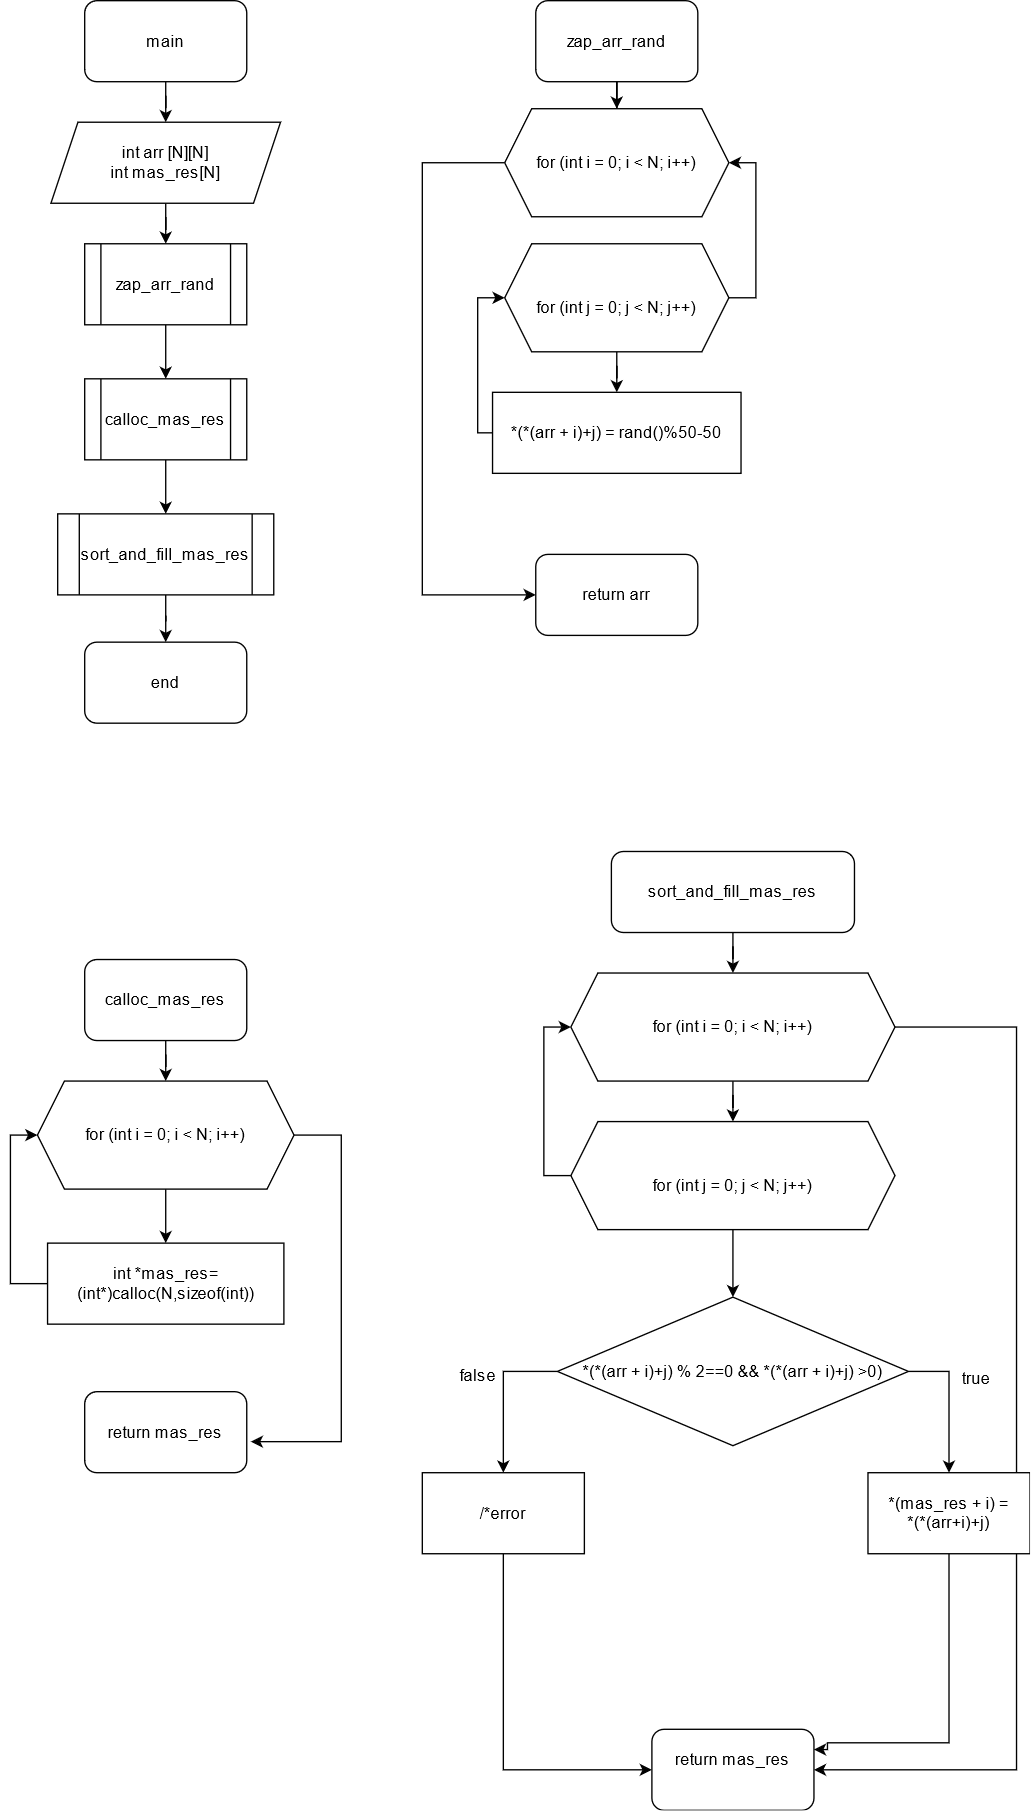 main
int arr [N][N]
int mas_res[N]
zap_arr_rand
calloc_mas_res
sort_and_fill_mas_res
end
zap_arr_rand
for (int i = 0; i < N; i++)
for (int j = 0; j < N; j++)
*(*(arr + i)+j) = rand()%50-50
return arr
calloc_mas_res
for (int i = 0; i < N; i++)
int *mas_res=
(int*)calloc(N,sizeof(int))
return mas_res
sort_and_fill_mas_res
for (int i = 0; i < N; i++)
for (int j = 0; j < N; j++)
*(*(arr + i)+j) % 2==0 && *(*(arr + i)+j) >0)
false
true
/*error
*(mas_res + i) =
*(*(arr+i)+j)
return mas_res